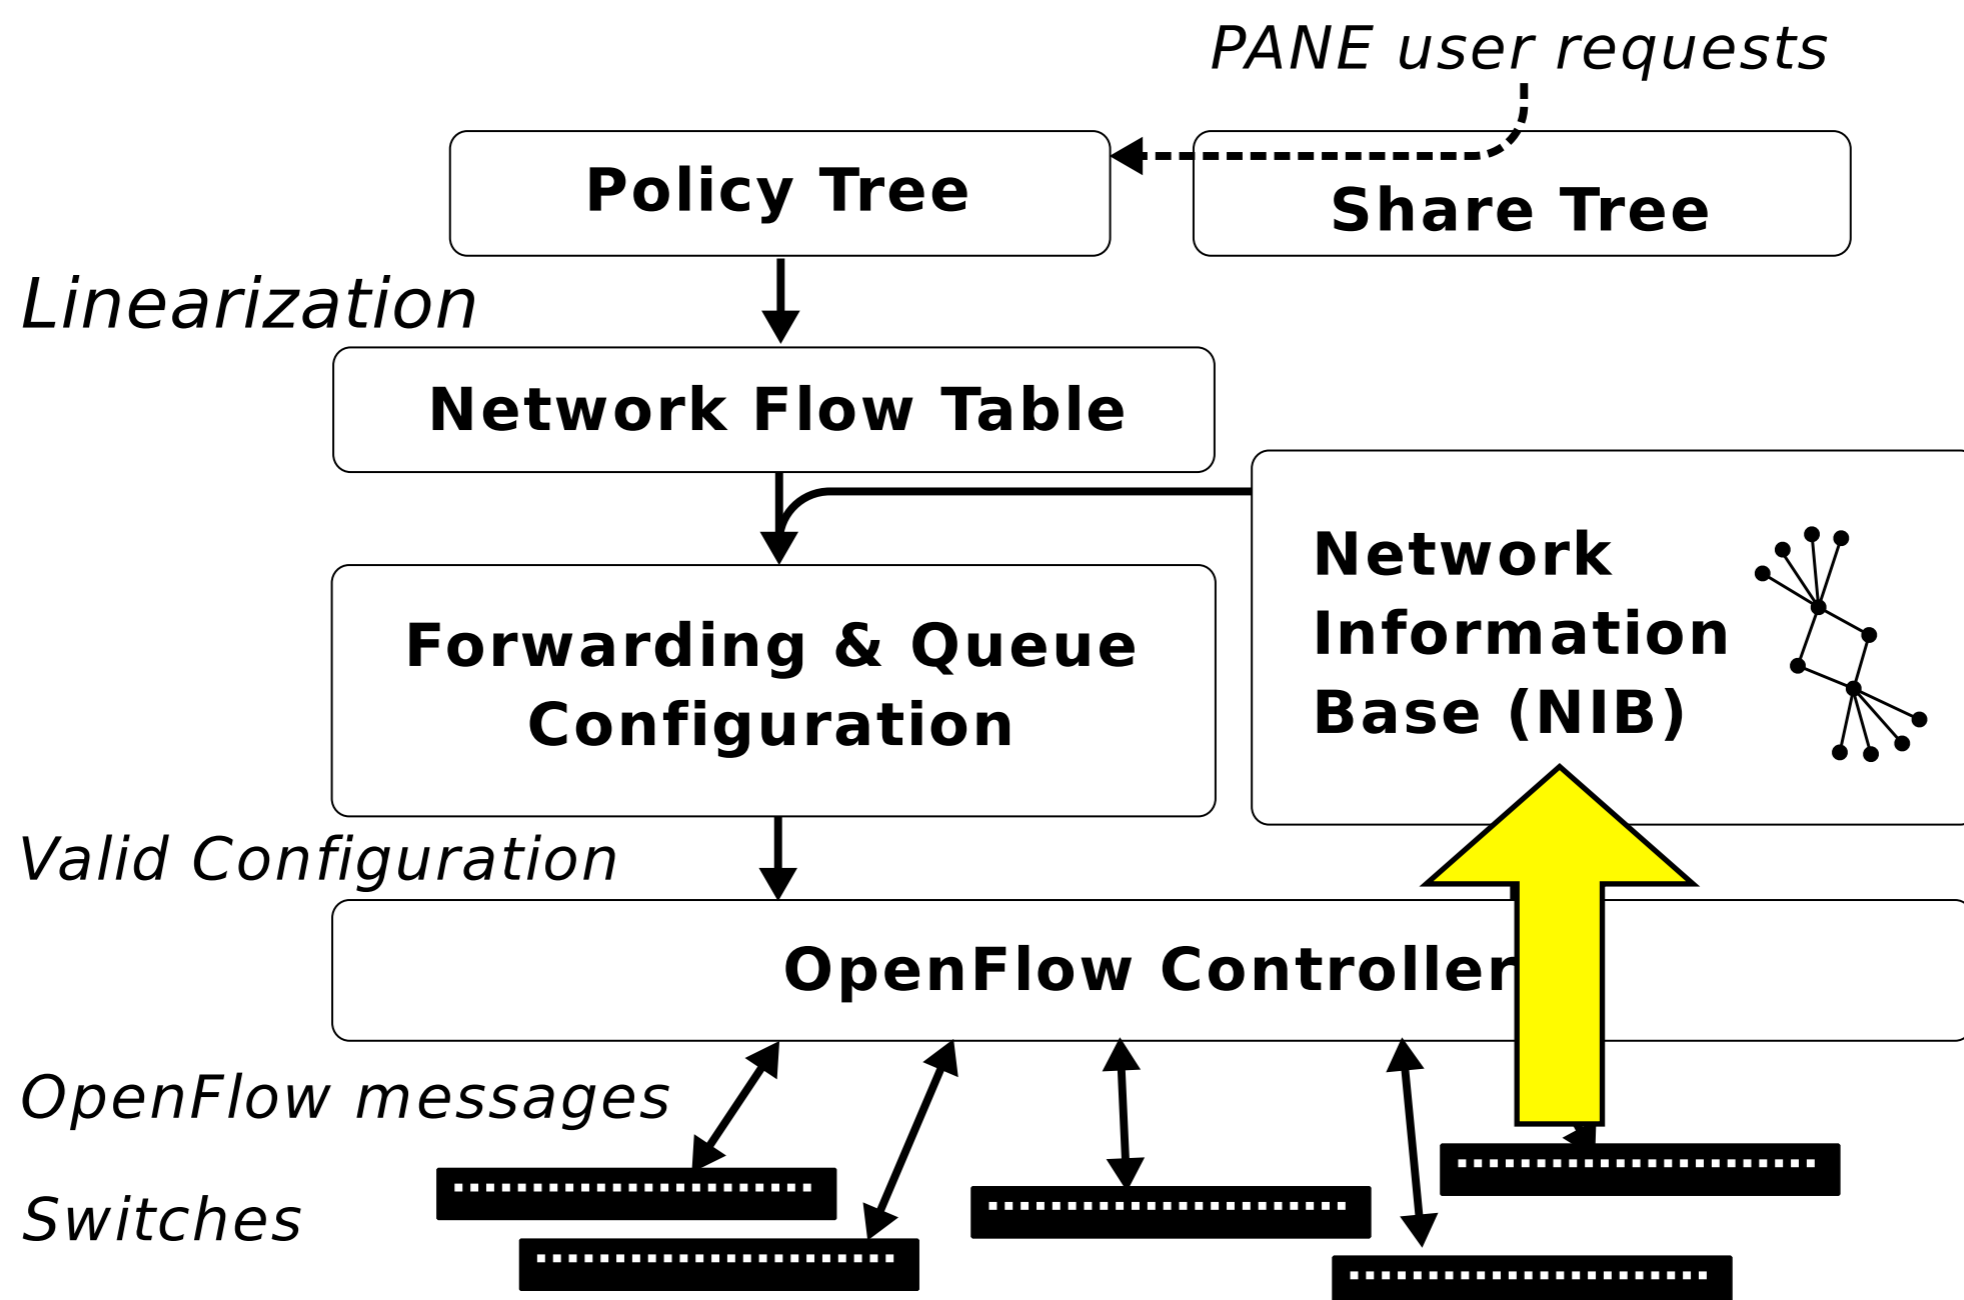 PANE user requests
Policy Tree
Share Tree
Linearization
Network Flow Table
Network
Information
Base (NIB)
Forwarding & Queue
Configuration
Valid Configuration
OpenFlow Controller
OpenFlow messages
Switches